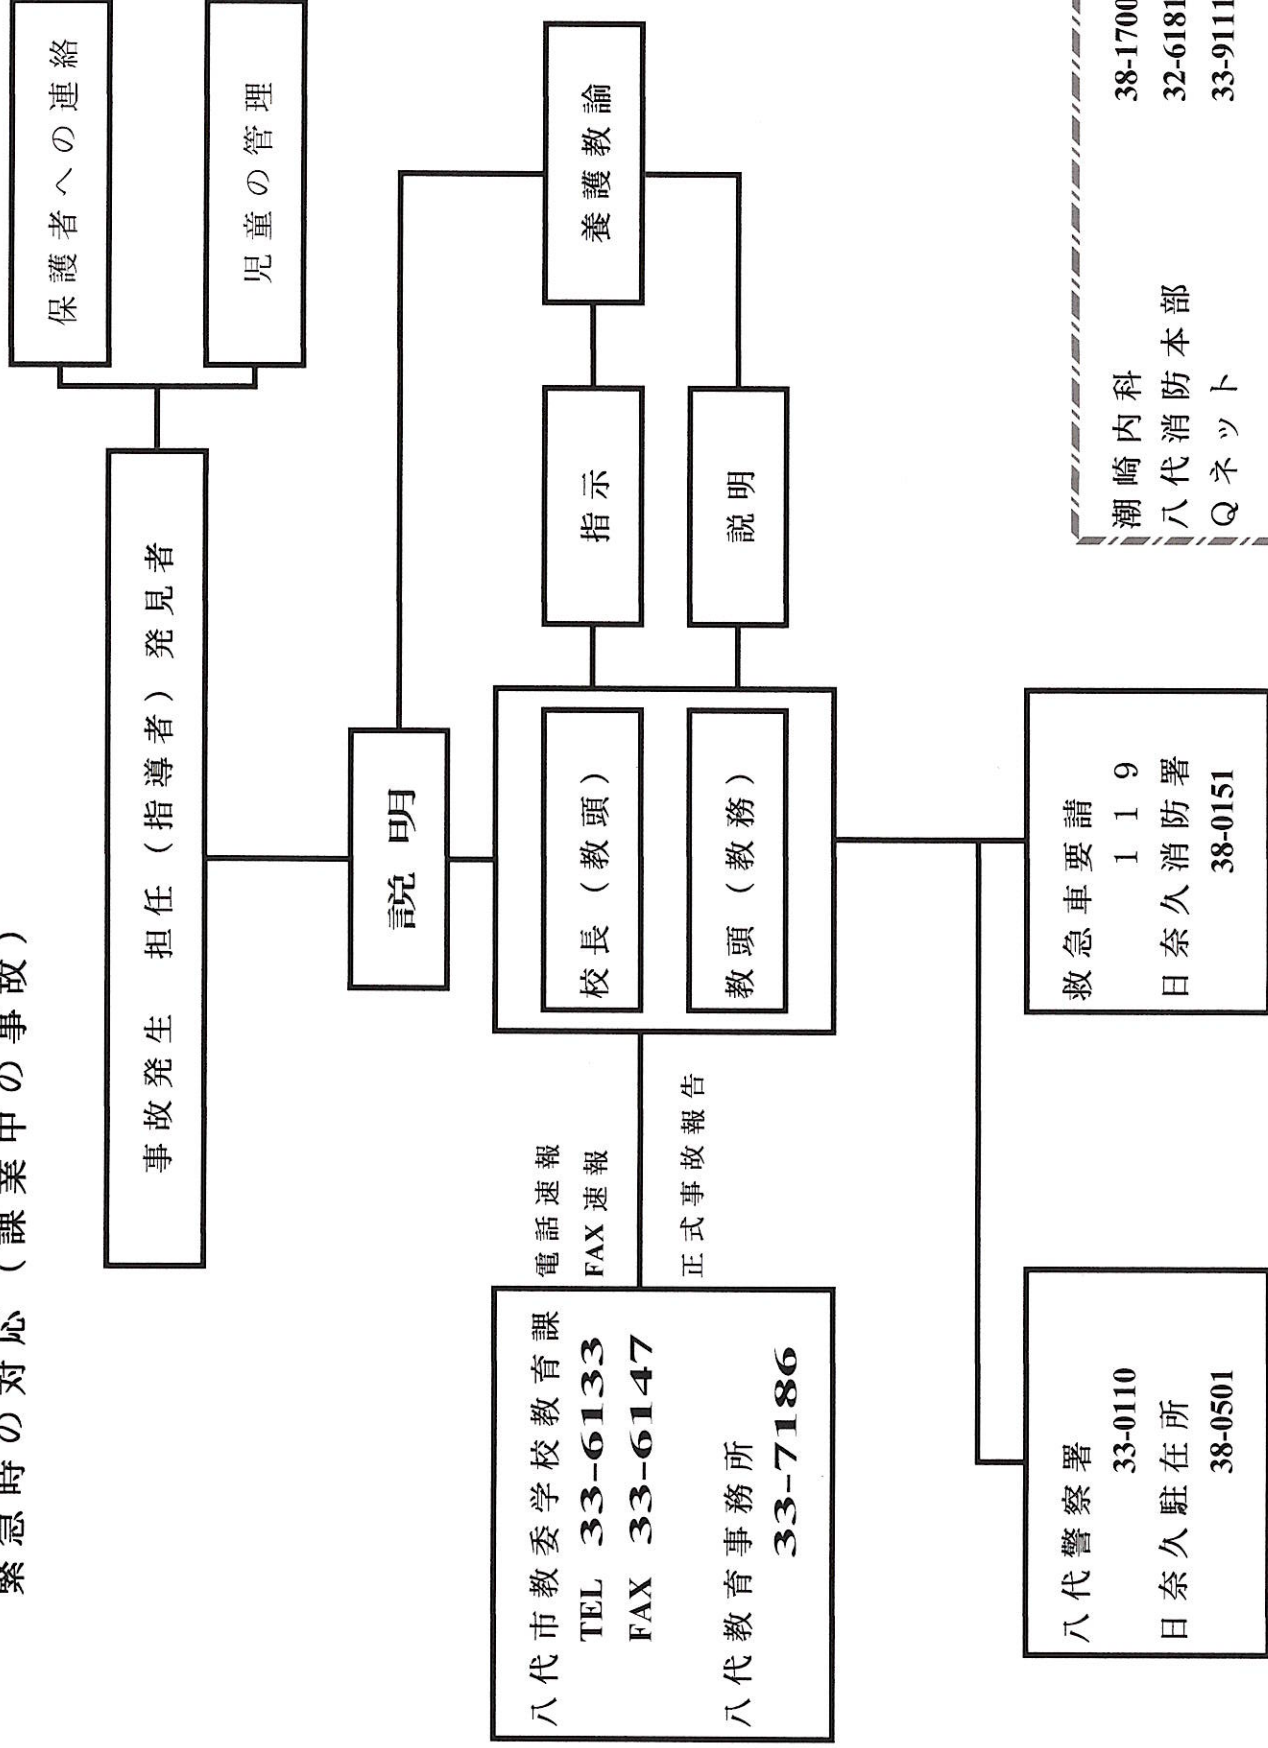 緊急時の対応（課業中の事故）
事故発生 担任（指導者）発見者
保護者への連絡
児童の管理
説明
養護教諭
指示
説明
校長（教頭）
教頭（教務）
電話速報
FAX速報
正式事故報告
八代市教委学校教育課
TEL 33-6133
FAX 33-6147
八代教育事務所
33-7186
救急車要請
１１９
日奈久消防署
38-0151
八代警察署
33-0110
日奈久駐在所
38-0501
潮崎内科 38-1700
八代消防本部 32-6181
Qネット 33-9111